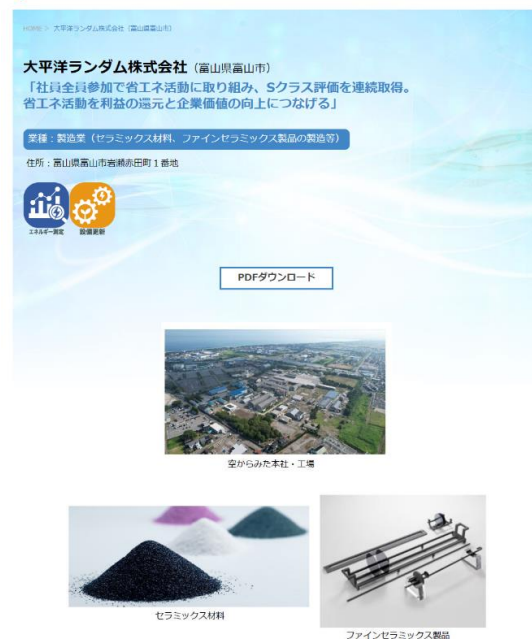 HOME > 大平洋ランダム株式会社（富山県富山市）
大平洋ランダム株式会社（富山県富山市）
「社員全員参加で省エネ活動に取り組み、Sクラス評価を連続取得。
省エネ活動を利益の還元と企業価値の向上につなげる」
業種：製造業（セラミックス材料、ファインセラミックス製品の製造等）
住所：富山県富山市岩瀬赤田町１番地
エネルギー測定 設備更新
PDFダウンロード
空からみた本社・工場
セラミックス材料
ファインセラミックス製品